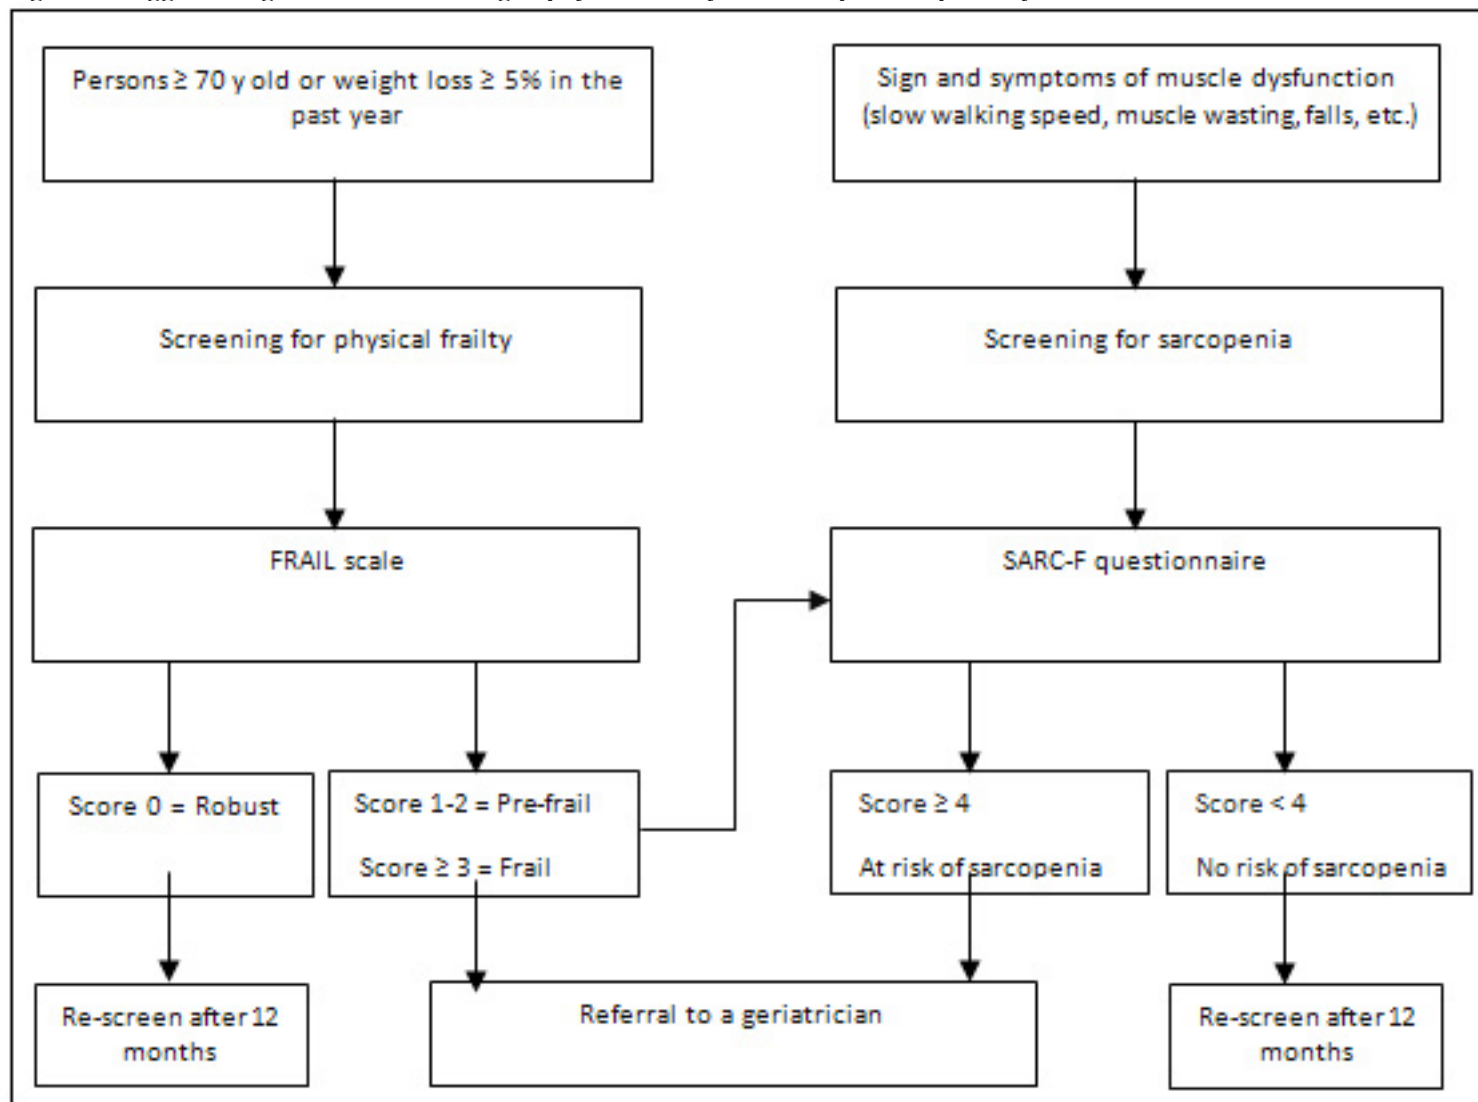 Persons ≥ 70 y old or weight loss ≥ 5% in the
past year
Sign and symptoms of muscle dysfunction
(slow walking speed, muscle wasting, falls, etc.)
Screening for physical frailty
Screening for sarcopenia
FRAIL scale
SARC-F questionnaire
Score 0 = Robust
Score 1-2 = Pre-frail
Score ≥ 3 = Frail
Score ≥ 4
At risk of sarcopenia
Score < 4
No risk of sarcopenia
Re-screen after 12
months
Referral to a geriatrician
Re-screen after 12
months